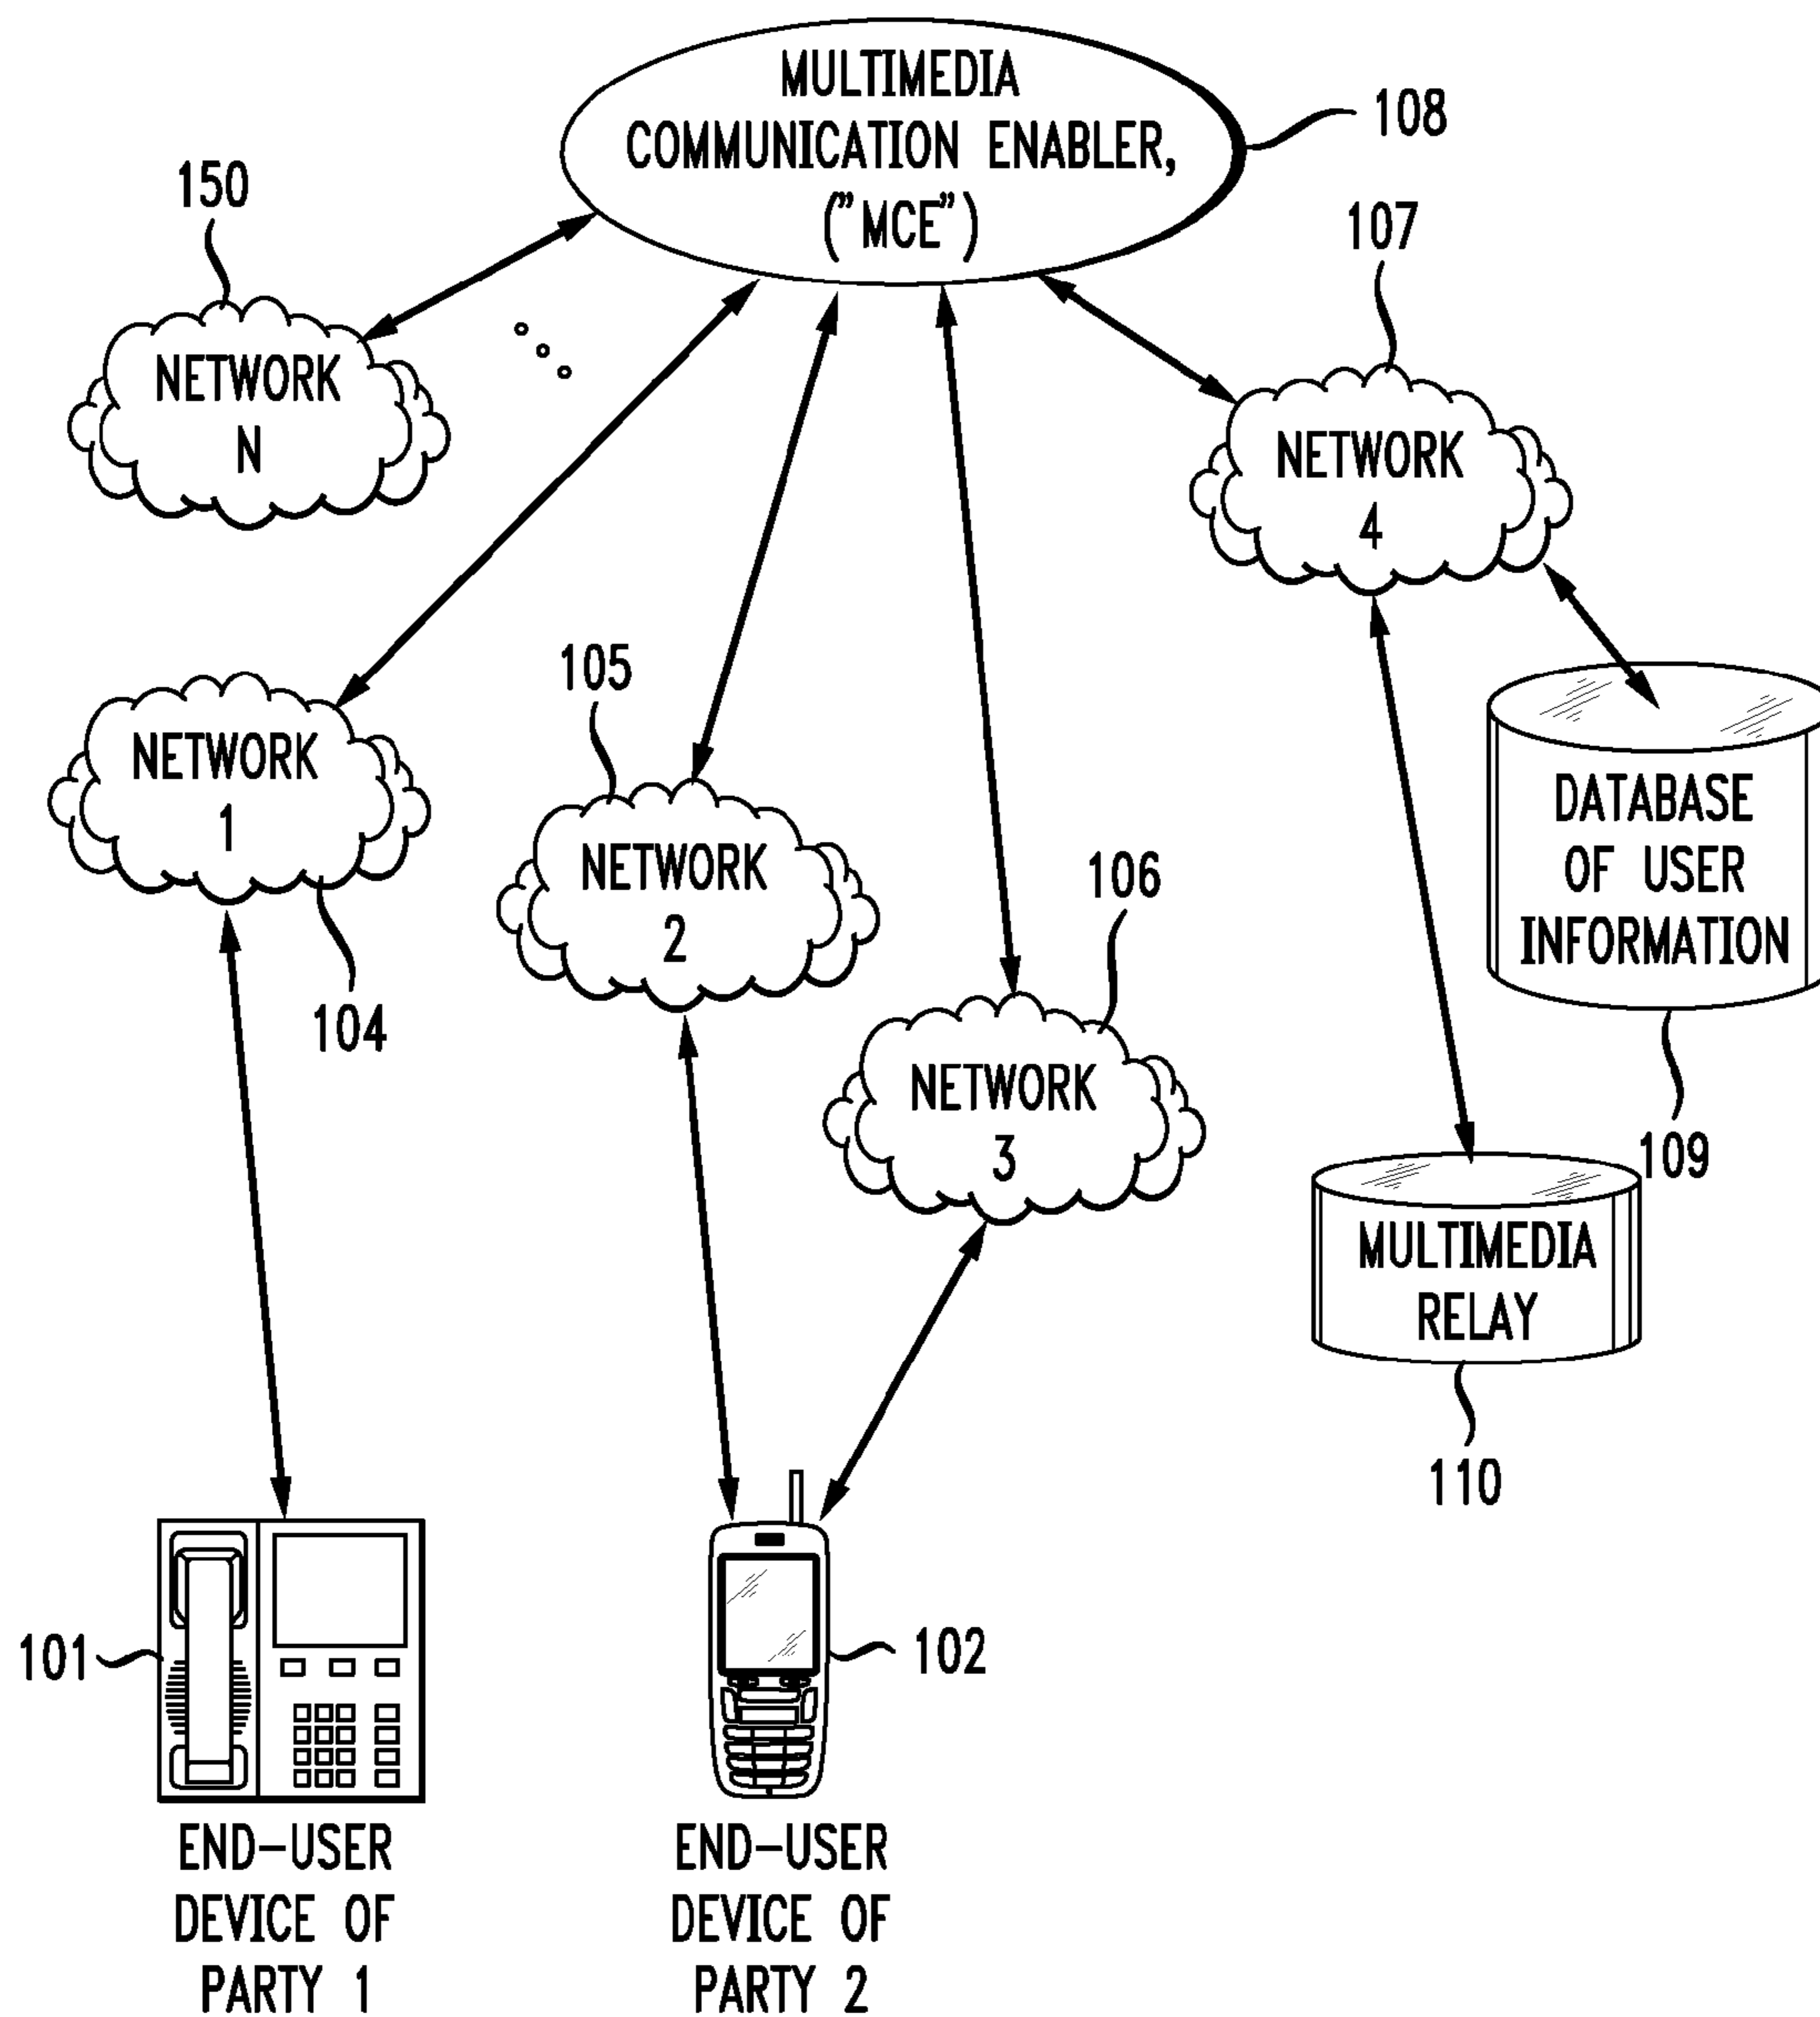 MULTIMEDIA
COMMUNICATION ENABLER,
("MCE")
108
150
107
NETWORK
N
NETWORK
4
105
NETWORK
1
DATABASE
OF USER
INFORMATION
NETWORK
2
106
104
NETWORK
3
109
MULTIMEDIA
RELAY
110
101
102
END-USER
DEVICE OF
PARTY 1
END-USER
DEVICE OF
PARTY 2